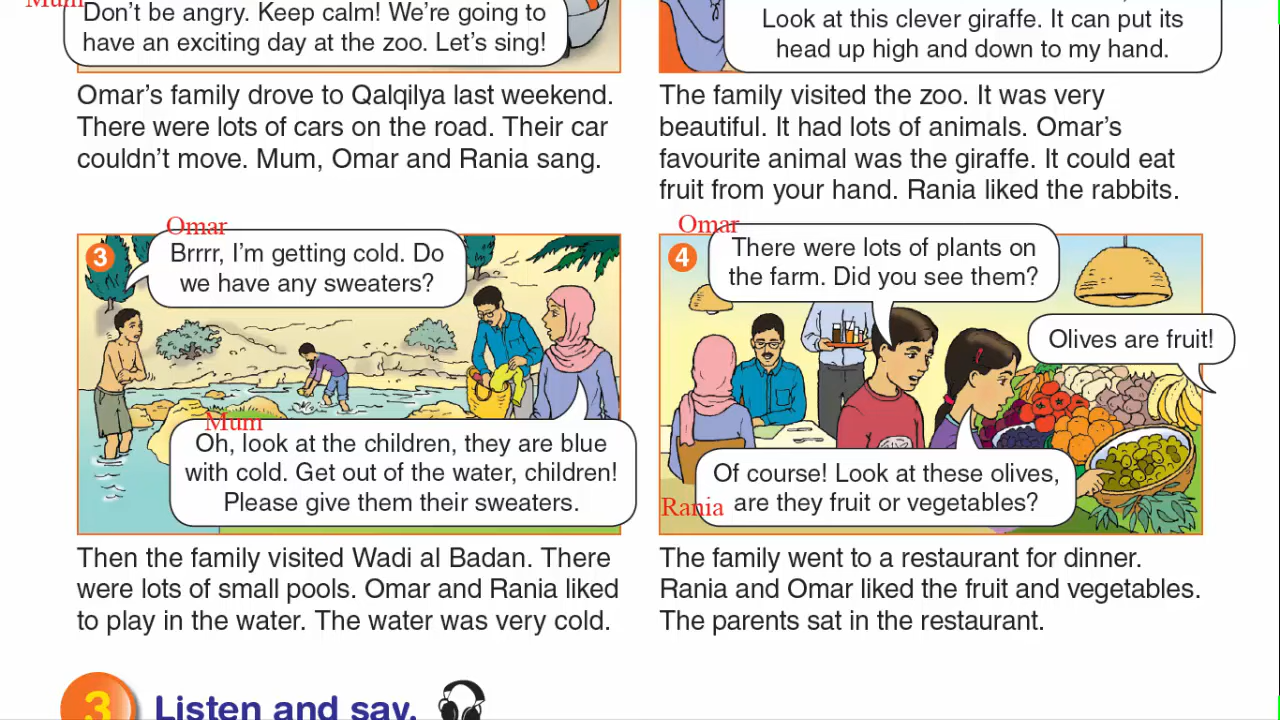 Mum
Don't be angry. Keep calm! We're going to
have an exciting day at the zoo. Let's sing!
Look at this clever giraffe. It can put its
head up high and down to my hand.
Omar's family drove to Qalqilya last weekend.
There were lots of cars on the road. Their car
couldn't move. Mum, Omar and Rania sang.
The family visited the zoo. It was very
beautiful. It had lots of animals. Omar's
favourite animal was the giraffe. It could eat
fruit from your hand. Rania liked the rabbits.
3
Omar
Brrrr, I'm getting cold. Do
we have any sweaters?
Mum
Oh, look at the children, they are blue
with cold. Get out of the water, children!
Please give them their sweaters.
Then the family visited Wadi al Badan. There
were lots of small pools. Omar and Rania liked
to play in the water. The water was very cold.
4
Omar
There were lots of plants on
the farm. Did you see them?
Olives are fruit!
Rania
Of course! Look at these olives,
are they fruit or vegetables?
The family went to a restaurant for dinner.
Rania and Omar liked the fruit and vegetables.
The parents sat in the restaurant.
3 Listen and say.